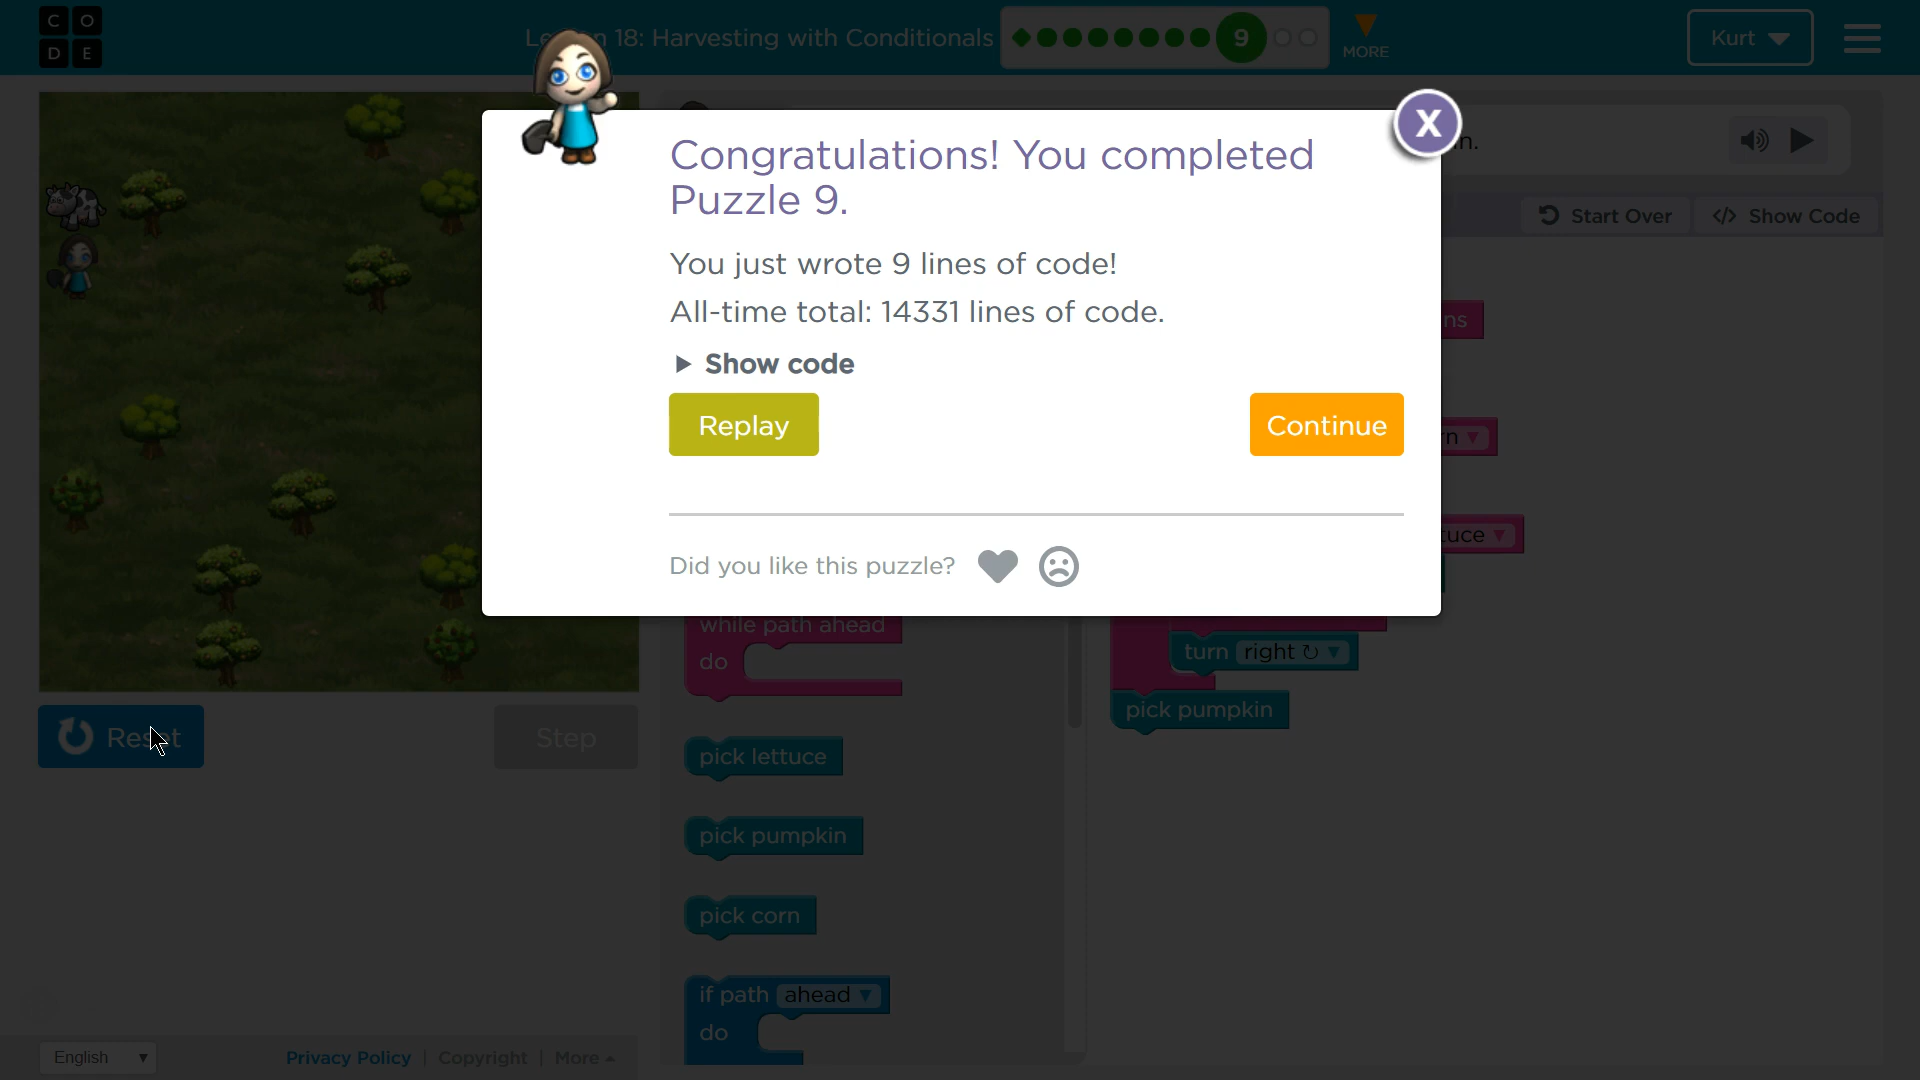 C O
D E
n 18: Harvesting with Conditionals
9
MORE
Kurt
X
Congratulations! You completed
Puzzle 9.
n.
Start Over
Show Code
You just wrote 9 lines of code!
All-time total: 14331 lines of code.
Show code
Replay
Continue
Did you like this puzzle?
while path ahead
do
turn right
pick pumpkin
Reset
Step
pick lettuce
pick pumpkin
pick corn
if path ahead
do
English
Privacy Policy | Copyright | More